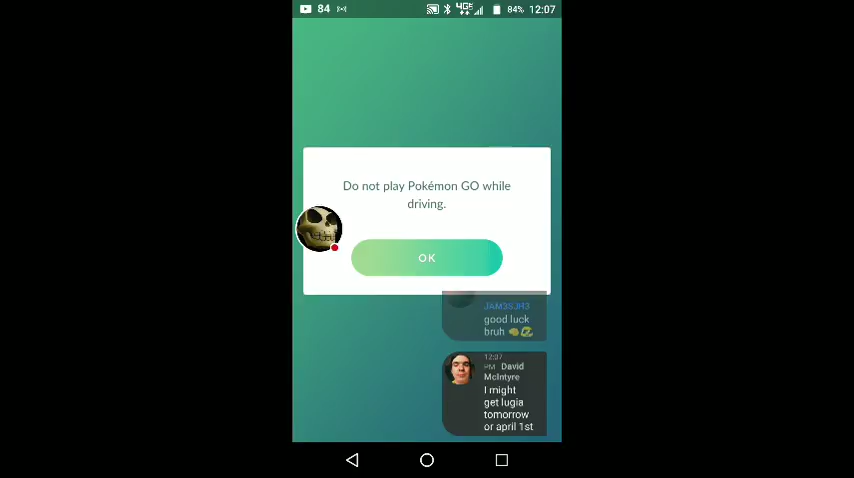 84 84% 12:07
Do not play Pokémon GO while
driving.
OK
JAM3S3H3
good luck
bruh
12:07
PM David
McIntyre
I might
get lugia
tomorrow
or april 1st